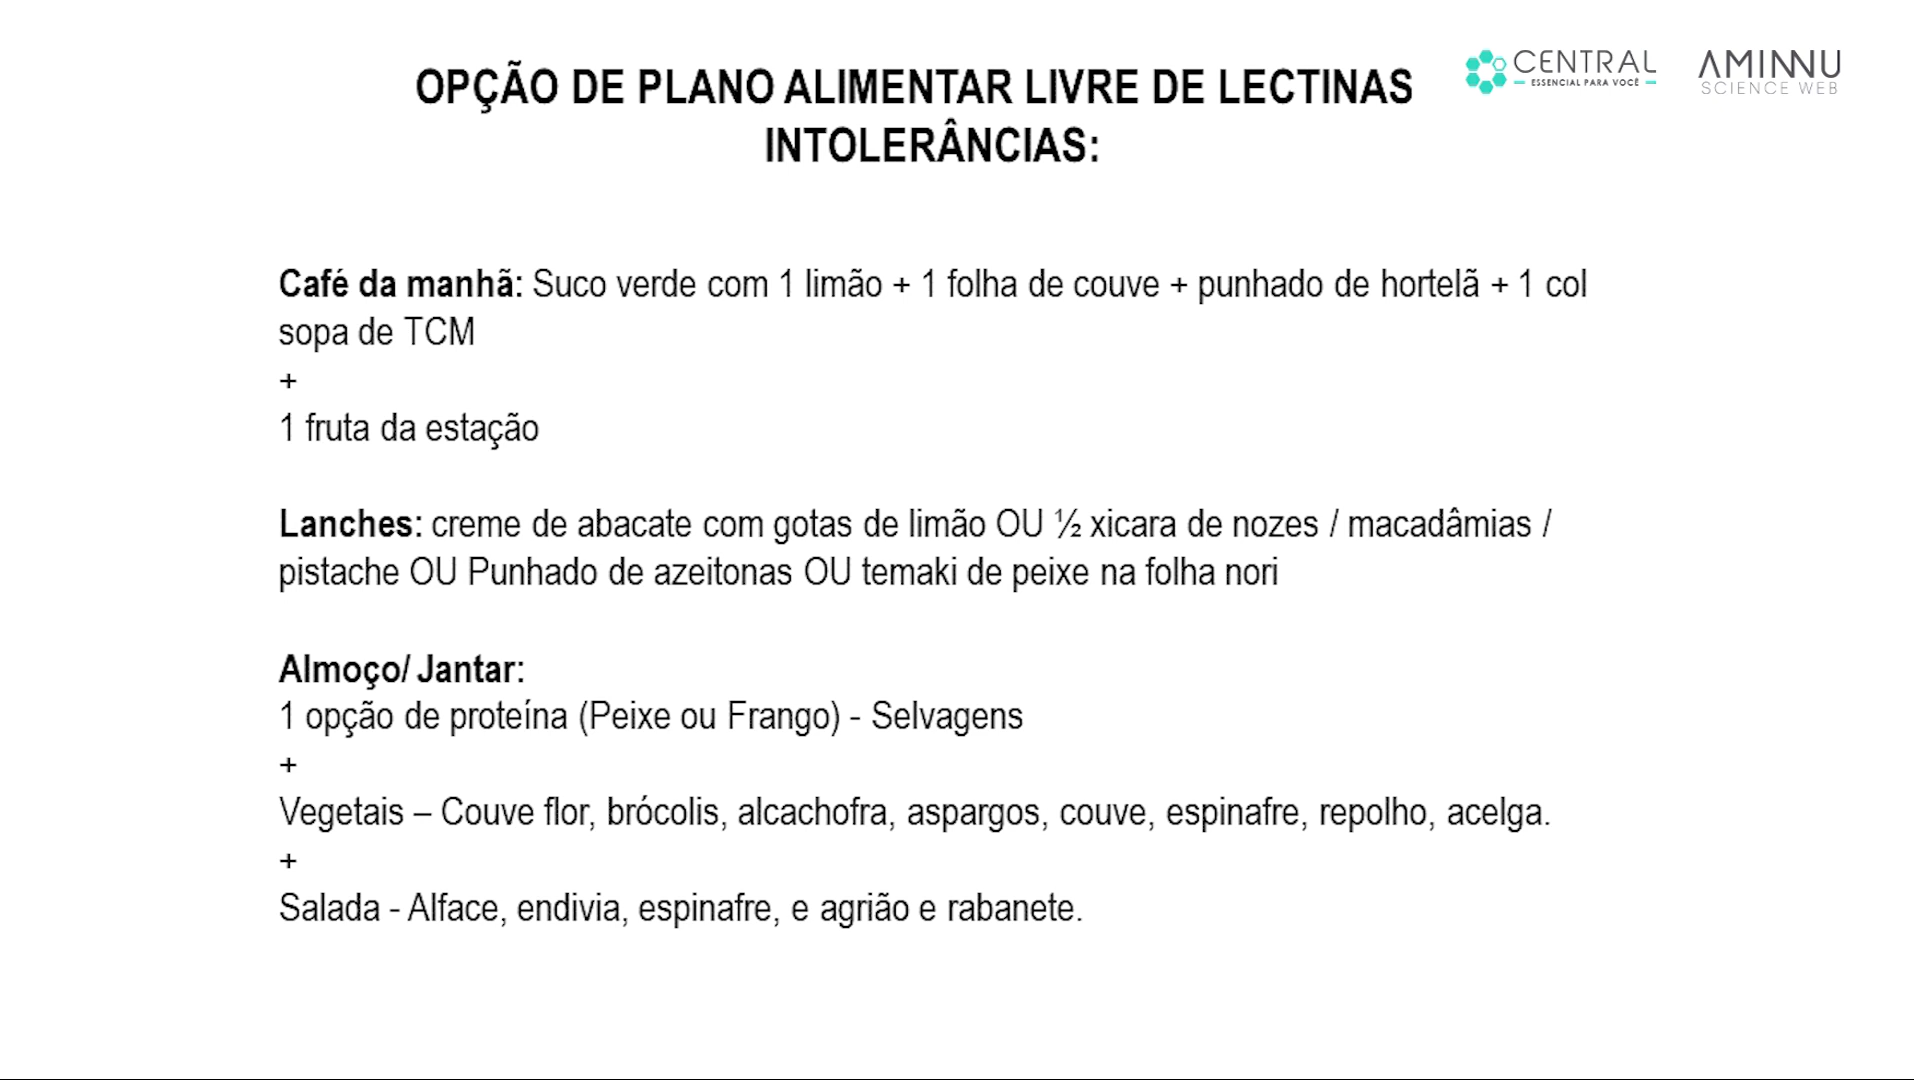 OPÇÃO DE PLANO ALIMENTAR LIVRE DE LECTINAS
INTOLERÂNCIAS:
CENTRAL
ESSENCIAL PARA VOCÊ
AMINNU
SCIENCE WEB
Café da manhã: Suco verde com 1 limão + 1 folha de couve + punhado de hortelã + 1 col
sopa de TCM
+
1 fruta da estação
Lanches: creme de abacate com gotas de limão OU ½ xicara de nozes / macadâmias /
pistache OU Punhado de azeitonas OU temaki de peixe na folha nori
Almoço/ Jantar:
1 opção de proteína (Peixe ou Frango) - Selvagens
+
Vegetais – Couve flor, brócolis, alcachofra, aspargos, couve, espinafre, repolho, acelga.
+
Salada - Alface, endivia, espinafre, e agrião e rabanete.